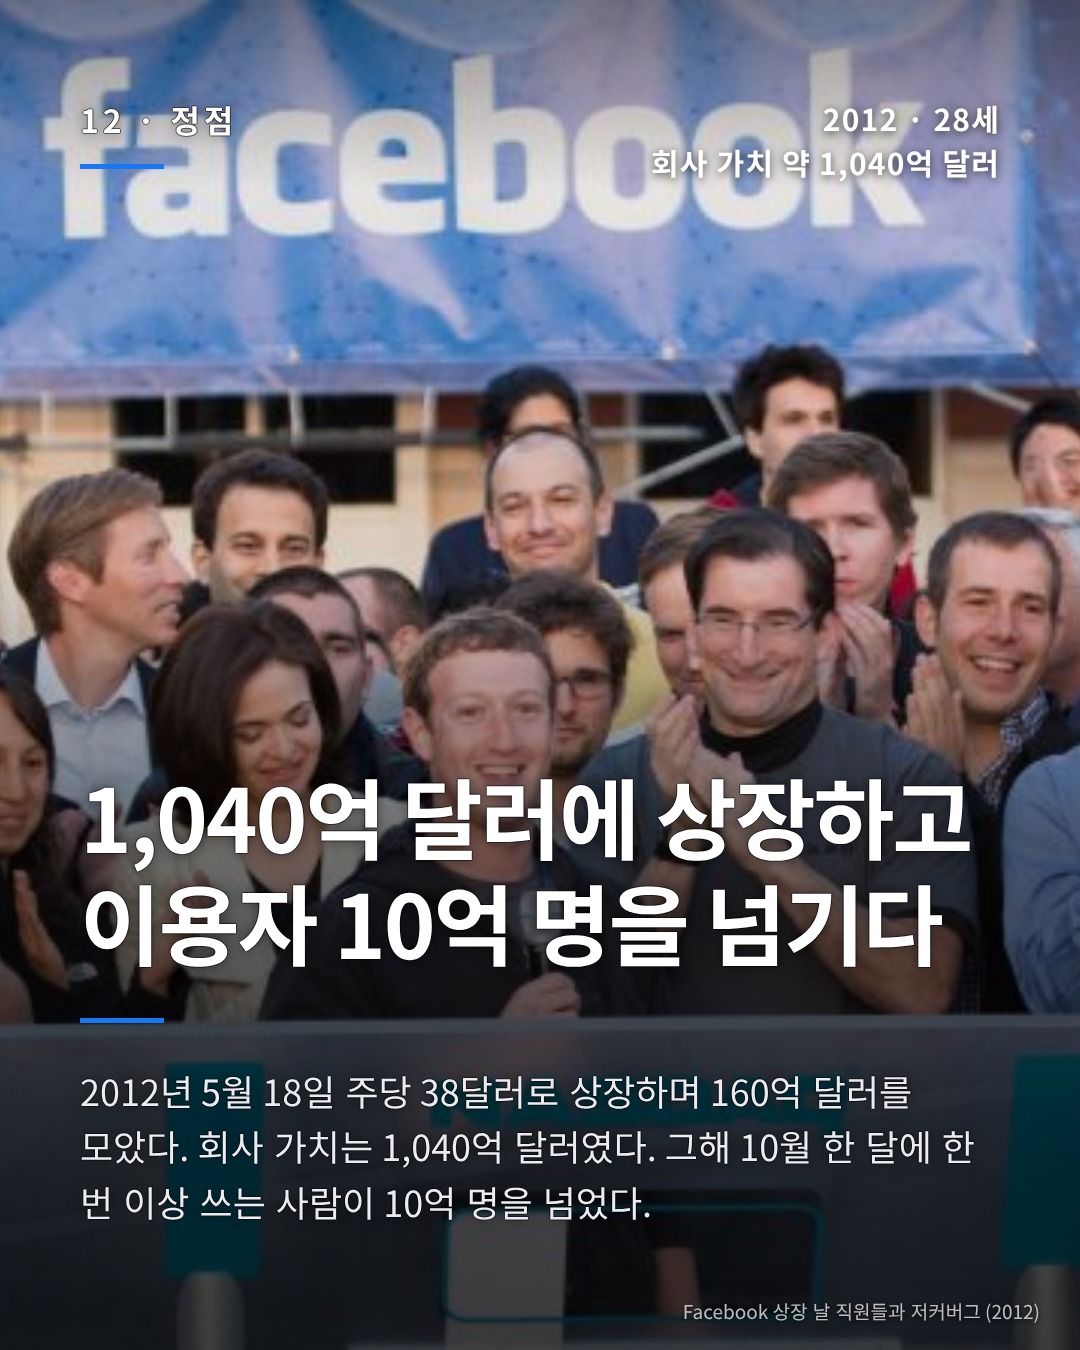 facebook
12 · 정점
2012 · 28세
회사 가치 약 1,040억 달러
1,040억 달러에 상장하고
이용자 10억 명을 넘기다
2012년 5월 18일 주당 38달러로 상장하며 160억 달러를
모았다. 회사 가치는 1,040억 달러였다. 그해 10월 한 달에 한
번 이상 쓰는 사람이 10억 명을 넘었다.
Facebook 상장 날 직원들과 저커버그 (2012)